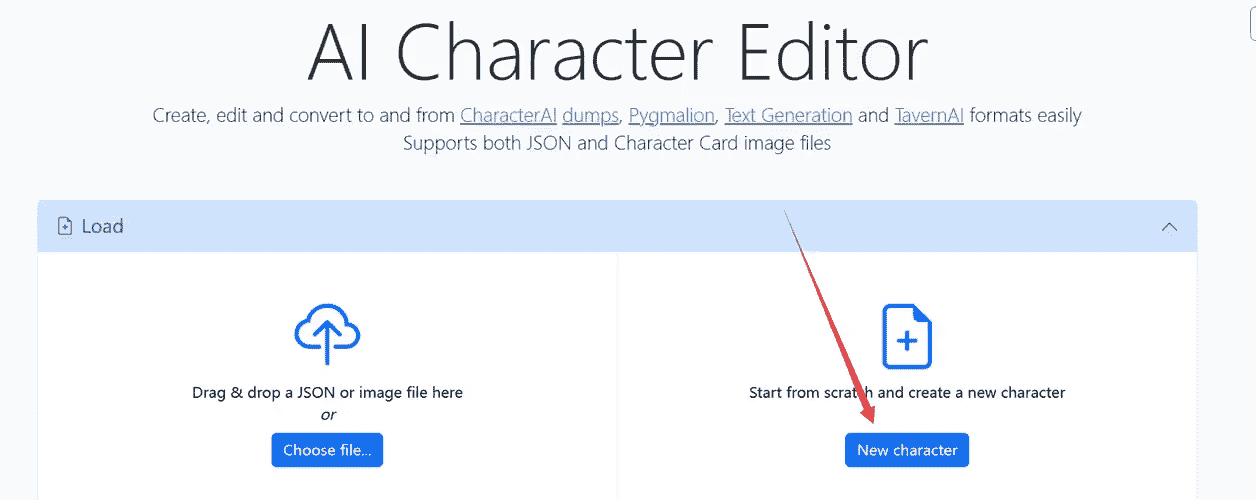 AI Character Editor
Create, edit and convert to and from CharacterAI dumps, Pygmalion, Text Generation and TavernAI formats easily
Supports both JSON and Character Card image files
Load
Drag & drop a JSON or image file here
or
Choose file...
Start from scratch and create a new character
New character